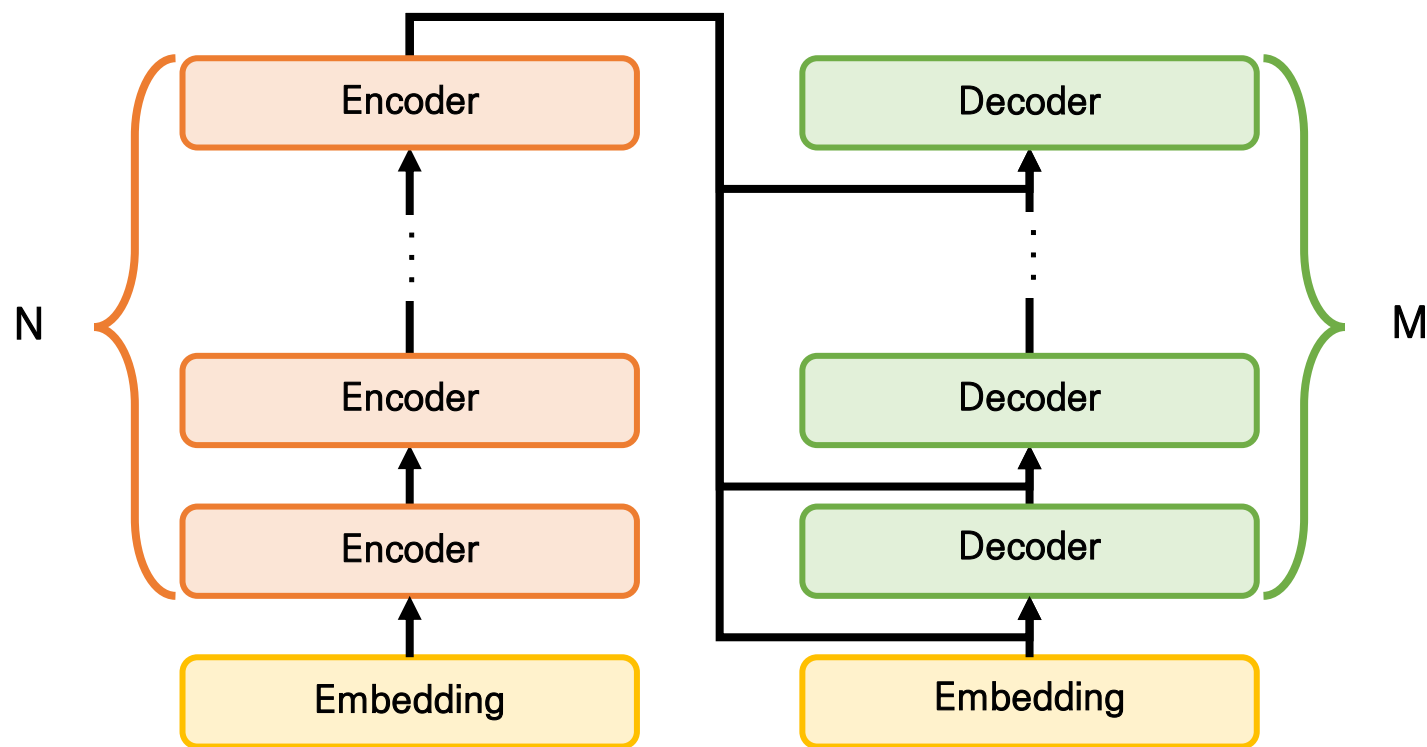 Encoder
Decoder
N
M
Encoder
Decoder
Encoder
Decoder
Embedding
Embedding